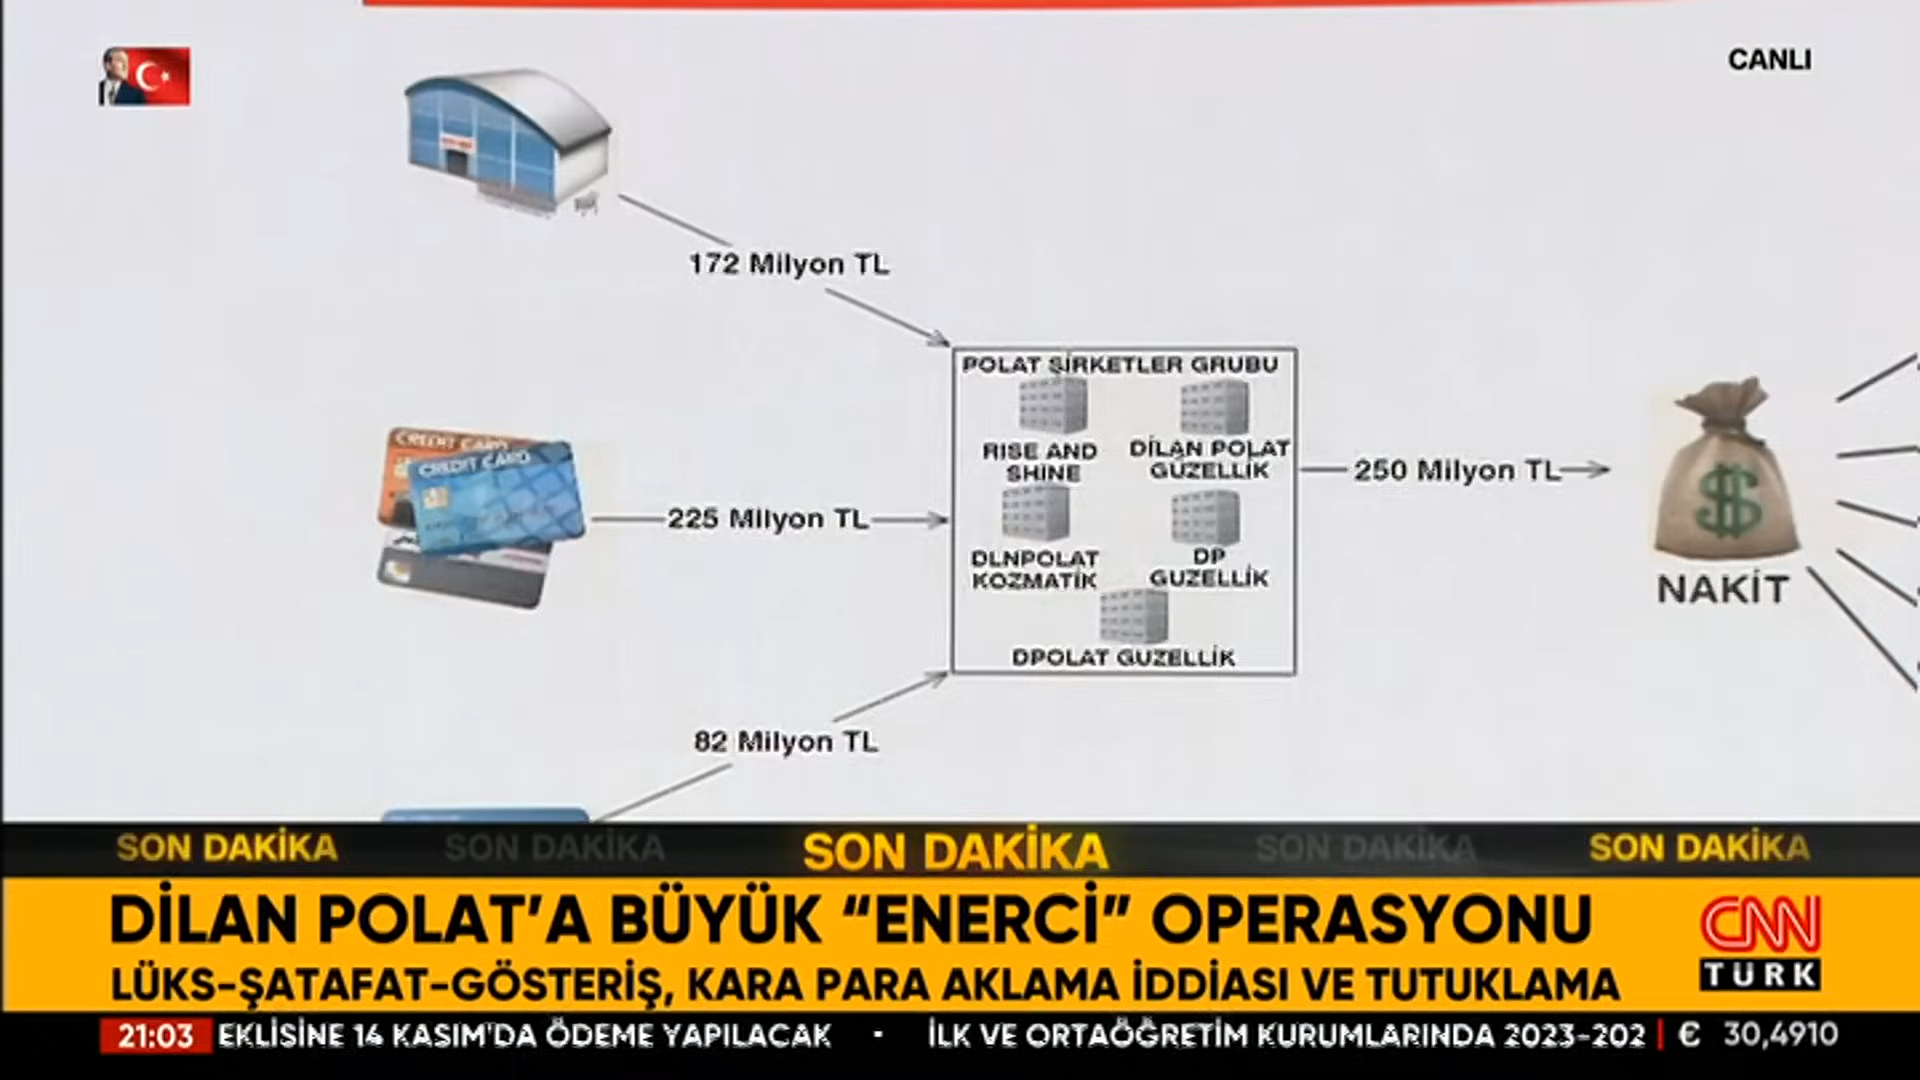 CANLI
172 Milyon TL
POLAT ŞİRKETLER GRUBU
CREDIT CARD
CREDIT CARD
RISE AND
SHINE
DİLAN POLAT
GÜZELLİK
250 Milyon TL
225 Milyon TL
DLNPOLAT
KOZMATİK
DP
GUZELLİK
NAKİT
DPOLAT GUZELLİK
82 Milyon TL
SON DAKİKA SON DAKİKA SON DAKİKA SON DAKİKA SON DAKİKA
DİLAN POLAT'A BÜYÜK “ENERCİ” OPERASYONU
LÜKS-ŞATAFAT-GÖSTERİŞ, KARA PARA AKLAMA İDDİASI VE TUTUKLAMA
CNN
TÜRK
21:03 EKLİSİNE 14 KASIM'DA ÖDEME YAPILACAK - İLK VE ORTAÖĞRETİM KURUMLARINDA 2023-202 € 30,4910